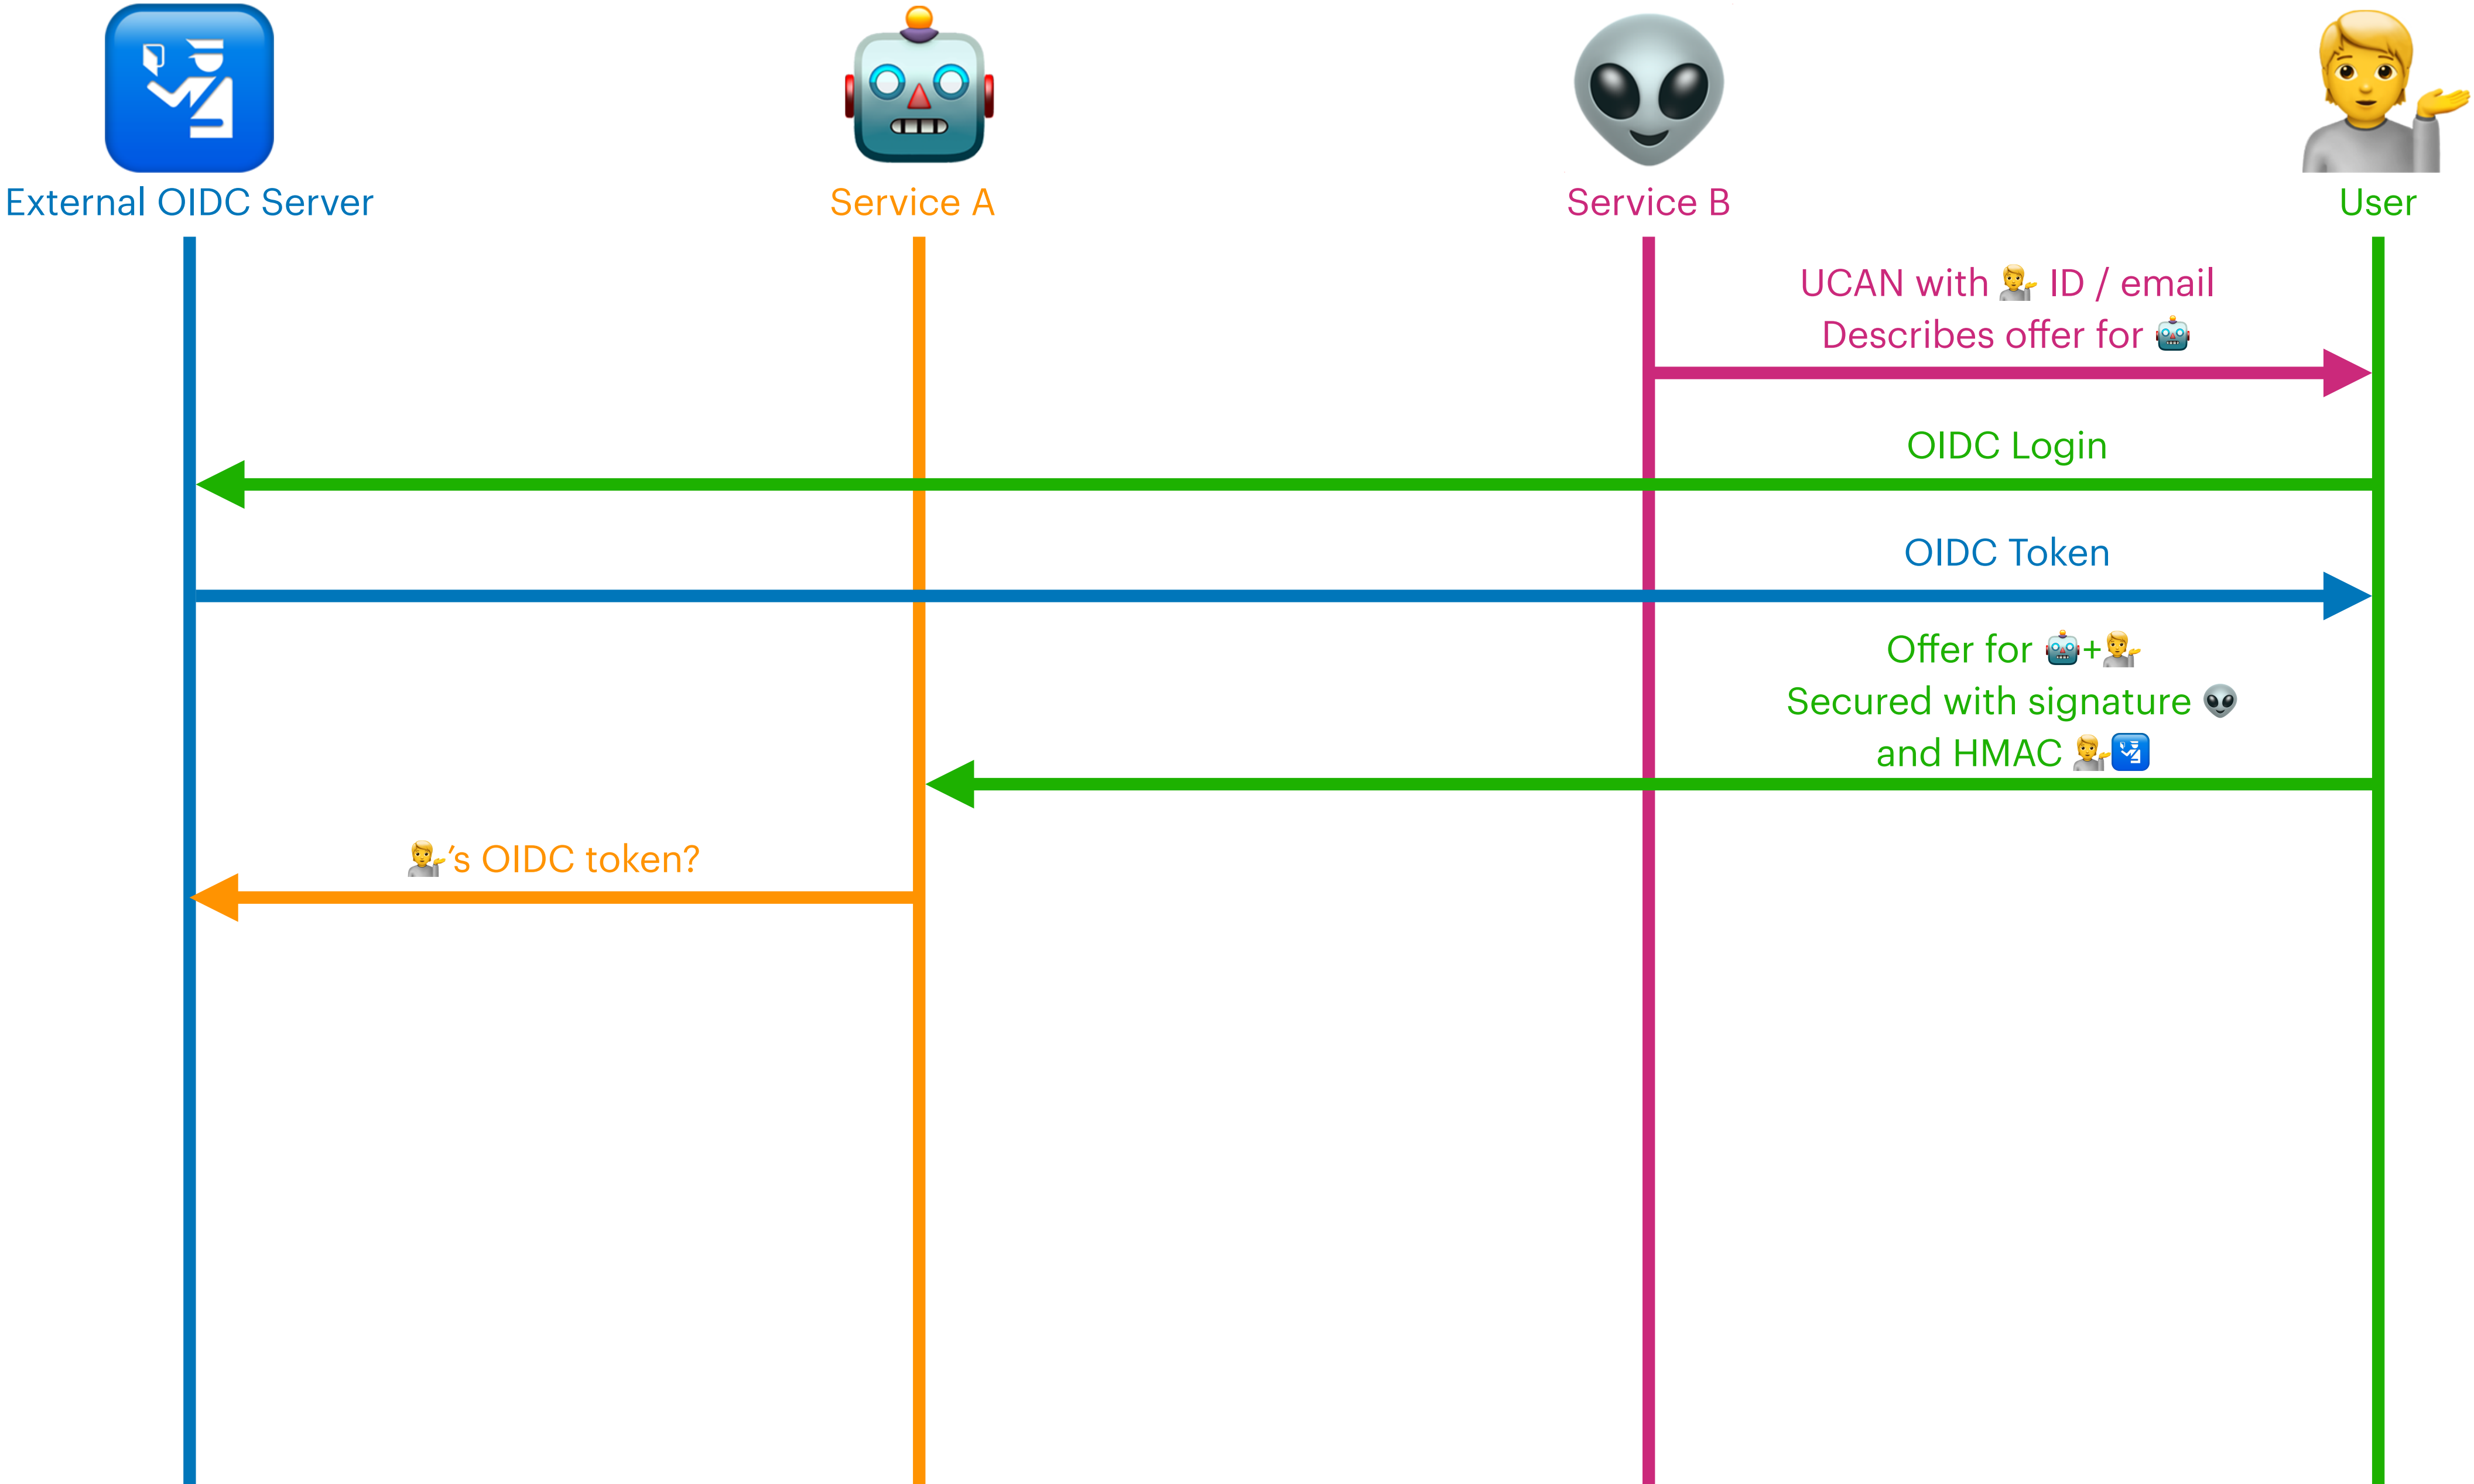 External OIDC Server
Service A
Service B
User
UCAN with 💁 ID / email
Describes offer for 🤖
OIDC Login
OIDC Token
Offer for 🤖+💁
Secured with signature 👽
and HMAC 💁🛂
💁’s OIDC token?